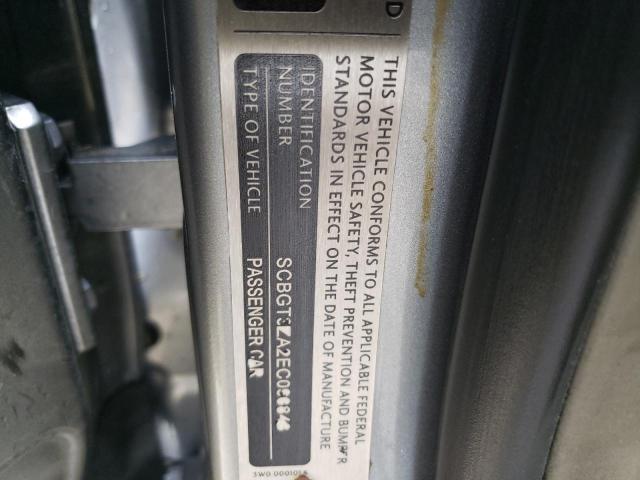 THIS VEHICLE CONFORMS TO ALL APPLICABLE FEDERAL
MOTOR VEHICLE SAFETY, THEFT PREVENTION AND BUMPER
STANDARDS IN EFFECT ON THE DATE OF MANUFACTURE
IDENTIFICATION
NUMBER
TYPE OF VEHICLE PASSENGER CAR